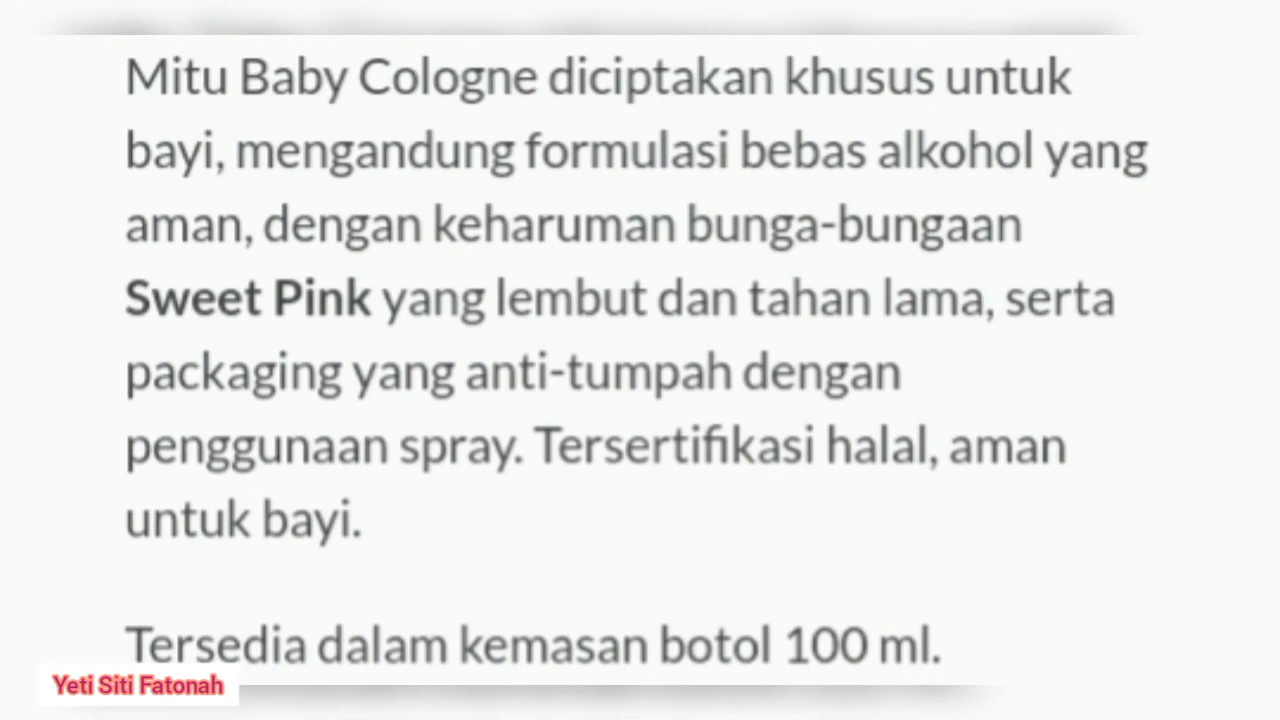 Mitu Baby Cologne diciptakan khusus untuk
bayi, mengandung formulasi bebas alkohol yang
aman, dengan keharuman bunga-bungaan
Sweet Pink yang lembut dan tahan lama, serta
packaging yang anti-tumpah dengan
penggunaan spray. Tersertifikasi halal, aman
untuk bayi.
Tersedia dalam kemasan botol 100 ml.
Yeti Siti Fatonah